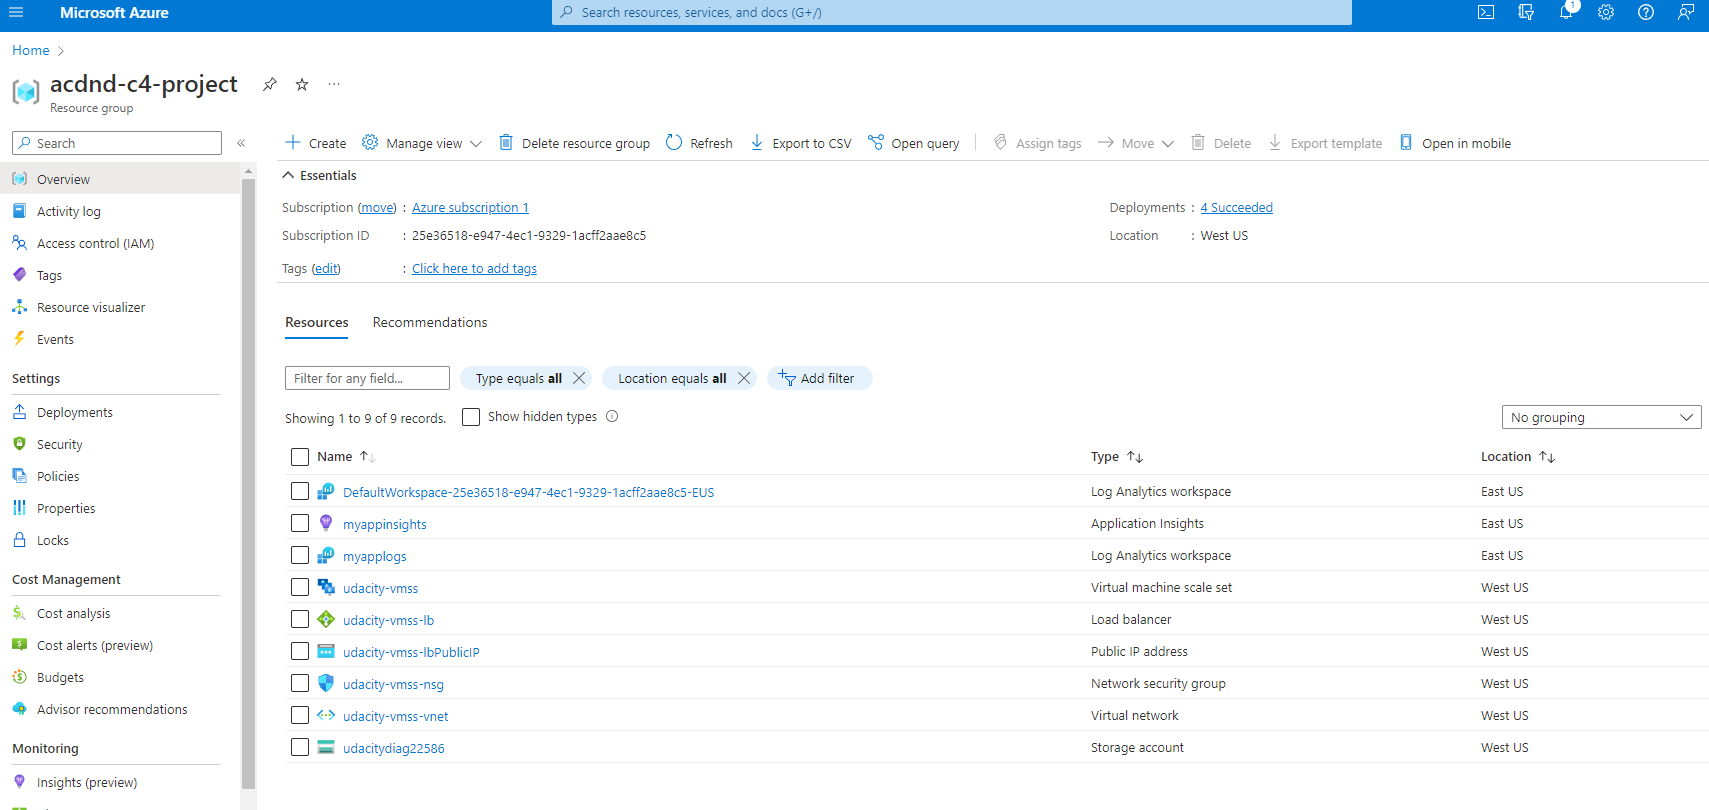 Microsoft Azure
Search resources, services, and docs (G+/)
1
Home
acdnd-c4-project
Resource group
Search
Overview
Activity log
Access control (IAM)
Tags
Resource visualizer
Events
Settings
Deployments
Security
Policies
Properties
Locks
Cost Management
Cost analysis
Cost alerts (preview)
Budgets
Advisor recommendations
Monitoring
Insights (preview)
Create Manage view Delete resource group Refresh Export to CSV Open query Assign tags Move Delete Export template Open in mobile
Essentials
Subscription (move) : Azure subscription 1
Subscription ID : 25e36518-e947-4ec1-9329-1acff2aae8c5
Tags (edit) : Click here to add tags
Deployments : 4 Succeeded
Location : West US
Resources Recommendations
Filter for any field... Type equals all Location equals all Add filter
Showing 1 to 9 of 9 records. Show hidden types No grouping
Name Type Location
DefaultWorkspace-25e36518-e947-4ec1-9329-1acff2aae8c5-EUS Log Analytics workspace East US
myappinsights Application Insights East US
myapplogs Log Analytics workspace East US
udacity-vmss Virtual machine scale set West US
udacity-vmss-lb Load balancer West US
udacity-vmss-lbPublicIP Public IP address West US
udacity-vmss-nsg Network security group West US
udacity-vmss-vnet Virtual network West US
udacitydiag22586 Storage account West US